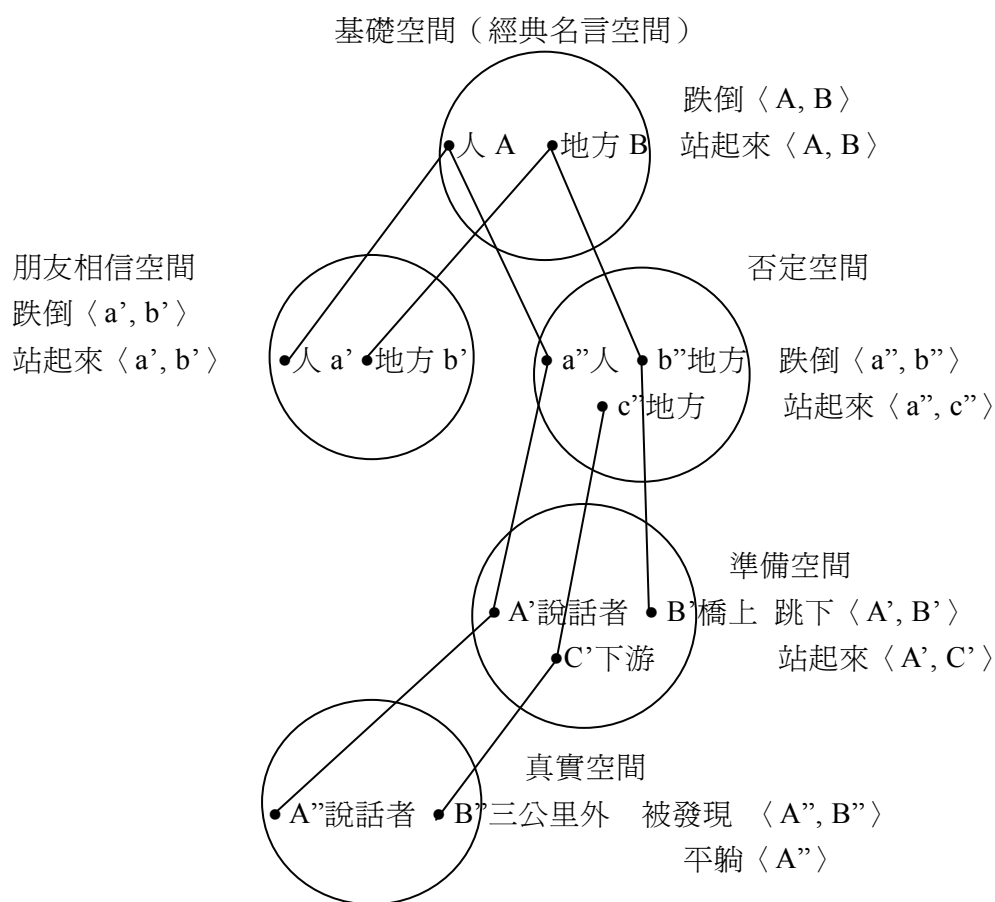 基礎空間（經典名言空間）
跌倒〈A, B〉
人 A 地方 B 站起來〈A, B〉
朋友相信空間 否定空間
跌倒〈a’, b’〉
站起來〈a’, b’〉 人 a’ 地方 b’ a”人 b”地方 跌倒〈a”, b”〉
c”地方 站起來〈a”, c”〉
準備空間
A’說話者 B’橋上 跳下〈A’, B’〉
C’下游 站起來〈A’, C’〉
真實空間
A”說話者 B”三公里外 被發現 〈A”, B”〉
平躺〈A”〉